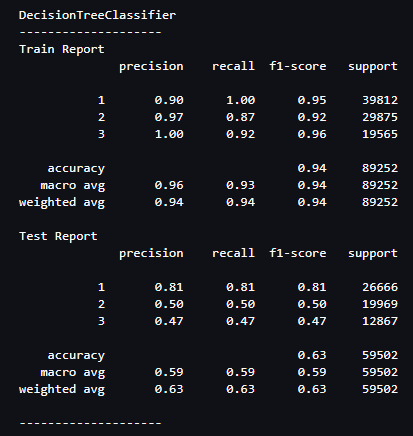 DecisionTreeClassifier
--------------------
Train Report
precision recall f1-score support
1 0.90 1.00 0.95 39812
2 0.97 0.87 0.92 29875
3 1.00 0.92 0.96 19565
accuracy 0.94 89252
macro avg 0.96 0.93 0.94 89252
weighted avg 0.94 0.94 0.94 89252
Test Report
precision recall f1-score support
1 0.81 0.81 0.81 26666
2 0.50 0.50 0.50 19969
3 0.47 0.47 0.47 12867
accuracy 0.63 59502
macro avg 0.59 0.59 0.59 59502
weighted avg 0.63 0.63 0.63 59502
--------------------